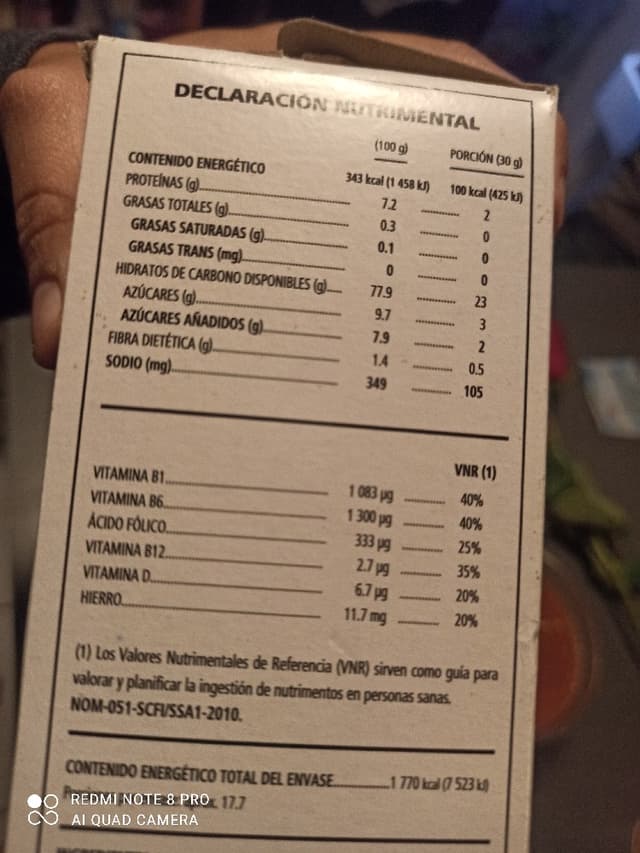 DECLARACIÓN NUTRIMENTAL
(100 g) PORCIÓN (30 g)
CONTENIDO ENERGÉTICO 343 kcal (1 458 kJ) 100 kcal (425 kJ)
PROTEÍNAS (g) 7.2 2
GRASAS TOTALES (g) 0.3 0
GRASAS SATURADAS (g) 0.1 0
GRASAS TRANS (mg) 0 0
HIDRATOS DE CARBONO DISPONIBLES (g) 77.9 23
AZÚCARES (g) 9.7 3
AZÚCARES AÑADIDOS (g) 7.9 2
FIBRA DIETÉTICA (g) 1.4 0.5
SODIO (mg) 349 105
VNR (1)
VITAMINA B1 1 083 µg 40%
VITAMINA B6 1 300 µg 40%
ÁCIDO FÓLICO 333 µg 25%
VITAMINA B12 2.7 µg 35%
VITAMINA D 6.7 µg 20%
HIERRO 11.7 mg 20%
(1) Los Valores Nutrimentales de Referencia (VNR) sirven como guía para
valorar y planificar la ingestión de nutrimentos en personas sanas.
NOM-051-SCFI/SSA1-2010.
CONTENIDO ENERGÉTICO TOTAL DEL ENVASE 1 770 kcal (7 523 kJ)
17.7
REDMI NOTE 8 PRO
AI QUAD CAMERA